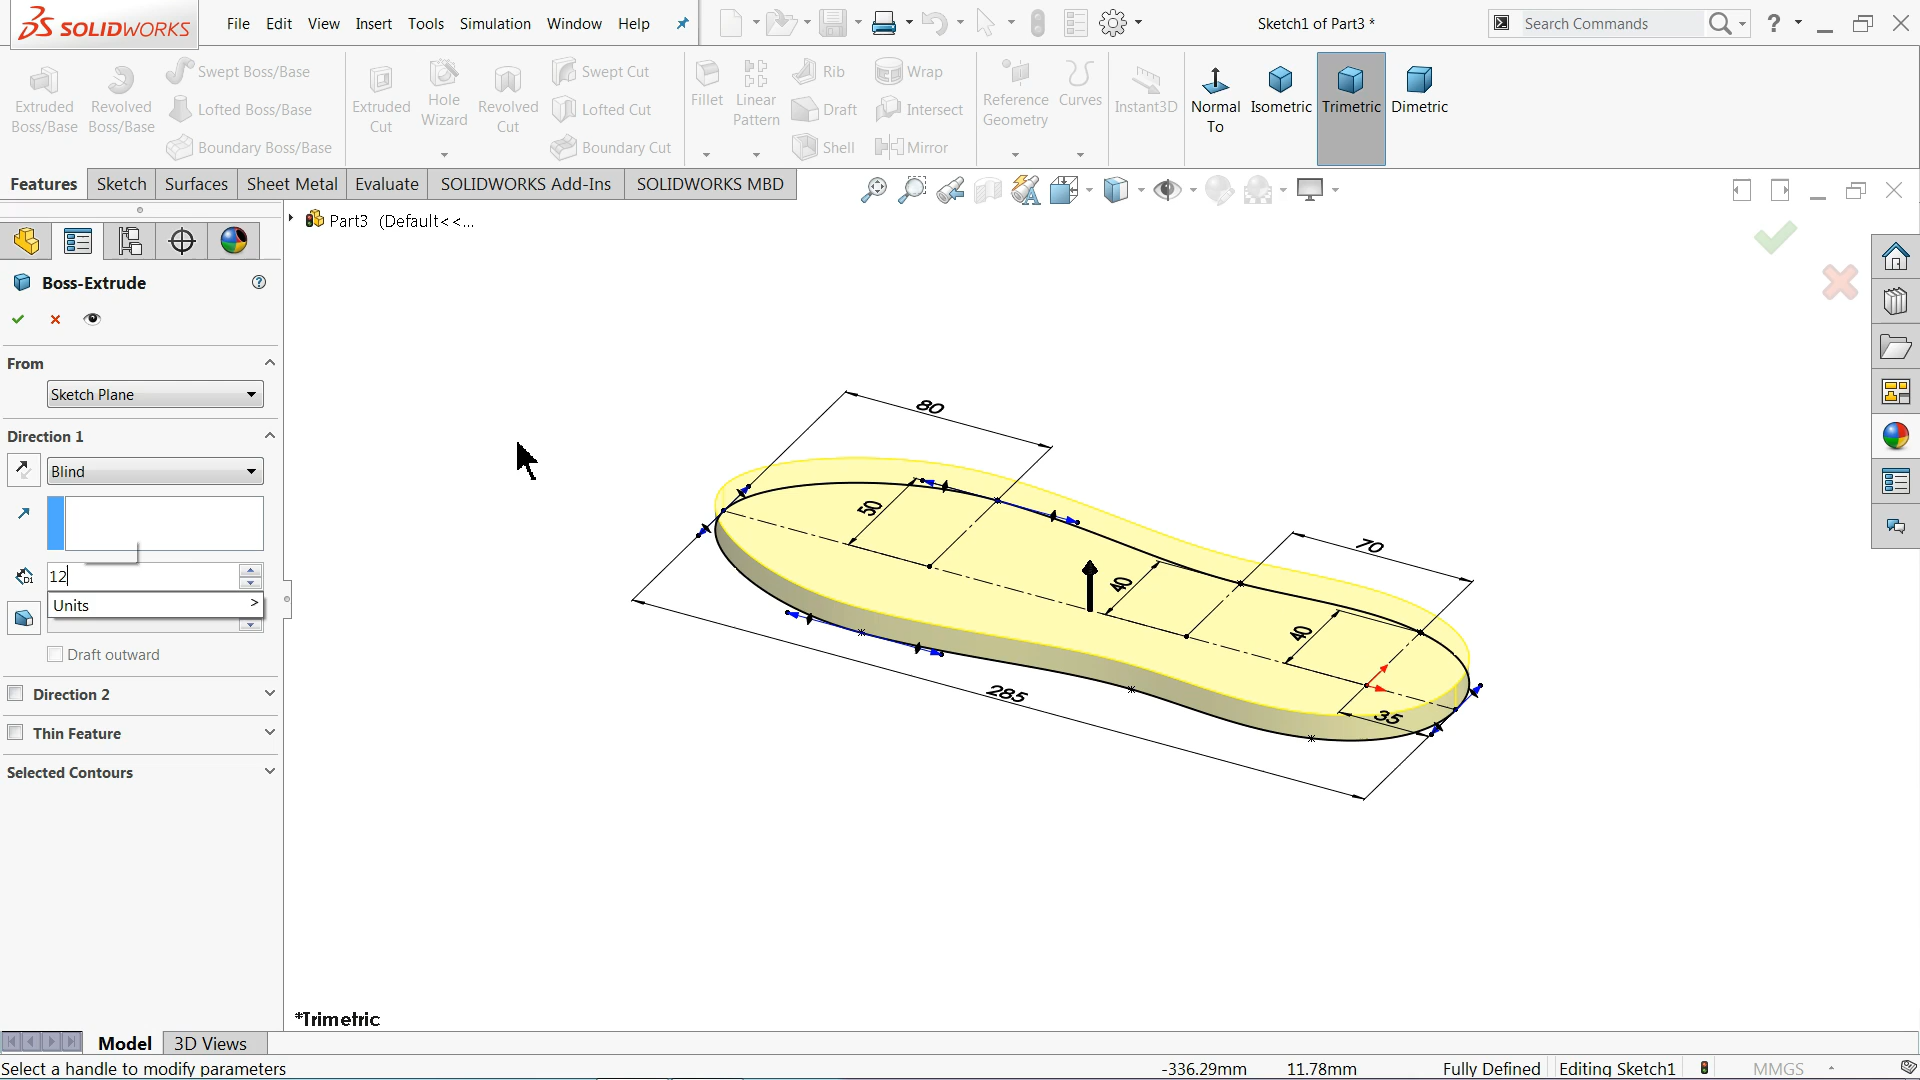 SOLIDWORKS
File Edit View Insert Tools Simulation Window Help
Sketch1 of Part3 *
Search Commands
?
Extruded Boss/Base
Revolved Boss/Base
Swept Boss/Base
Lofted Boss/Base
Boundary Boss/Base
Extruded Cut
Hole Wizard
Revolved Cut
Swept Cut
Lofted Cut
Boundary Cut
Fillet
Linear Pattern
Rib
Draft
Shell
Wrap
Intersect
Mirror
Reference Geometry
Curves
Instant3D
Normal To
Isometric
Trimetric
Dimetric
Features Sketch Surfaces Sheet Metal Evaluate SOLIDWORKS Add-Ins SOLIDWORKS MBD
Part3 (Default<<...
Boss-Extrude
?
From
Sketch Plane
Direction 1
Blind
D1
12
Units >
Draft outward
Direction 2
Thin Feature
Selected Contours
80
50
70
40
40
285
35
*Trimetric
Model 3D Views
Select a handle to modify parameters
-336.29mm 11.78mm Fully Defined Editing Sketch1 MMGS